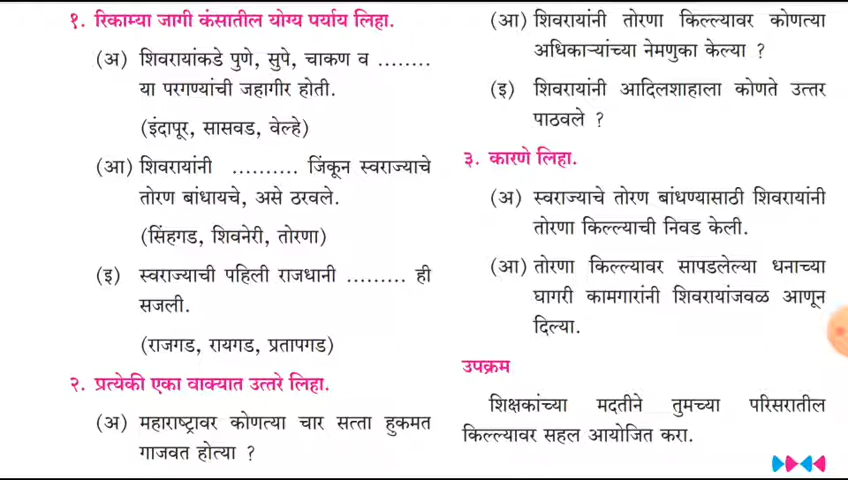 १. रिकाम्या जागी कंसातील योग्य पर्याय लिहा.
(अ) शिवरायांकडे पुणे, सुपे, चाकण व ........
या परगण्यांची जहागीर होती.
(इंदापूर, सासवड, वेल्हे)
(आ) शिवरायांनी .......... जिंकून स्वराज्याचे
तोरण बांधायचे, असे ठरवले.
(सिंहगड, शिवनेरी, तोरणा)
(इ) स्वराज्याची पहिली राजधानी ......... ही
सजली.
(राजगड, रायगड, प्रतापगड)
२. प्रत्येकी एका वाक्यात उत्तरे लिहा.
(अ) महाराष्ट्रावर कोणत्या चार सत्ता हुकमत
गाजवत होत्या ?
(आ) शिवरायांनी तोरणा किल्ल्यावर कोणत्या
अधिकाऱ्यांच्या नेमणुका केल्या ?
(इ) शिवरायांनी आदिलशाहाला कोणते उत्तर
पाठवले ?
३. कारणे लिहा.
(अ) स्वराज्याचे तोरण बांधण्यासाठी शिवरायांनी
तोरणा किल्ल्याची निवड केली.
(आ) तोरणा किल्ल्यावर सापडलेल्या धनाच्या
घागरी कामगारांनी शिवरायांजवळ आणून
दिल्या.
उपक्रम
शिक्षकांच्या मदतीने तुमच्या परिसरातील
किल्ल्यावर सहल आयोजित करा.